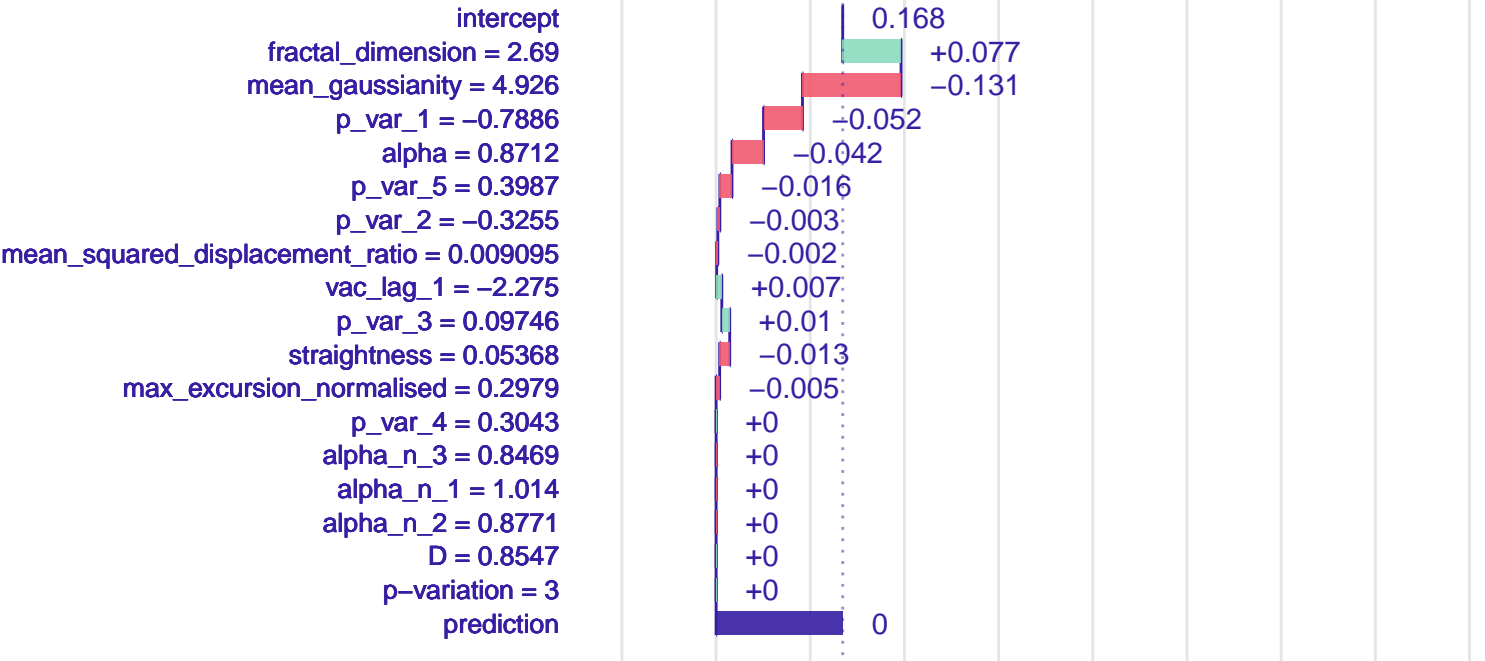 intercept 0.168
fractal_dimension = 2.69 +0.077
mean_gaussianity = 4.926 −0.131
p_var_1 = −0.7886 −0.052
alpha = 0.8712 −0.042
p_var_5 = 0.3987 −0.016
p_var_2 = −0.3255 −0.003
mean_squared_displacement_ratio = 0.009095 −0.002
vac_lag_1 = −2.275 +0.007
p_var_3 = 0.09746 +0.01
straightness = 0.05368 −0.013
max_excursion_normalised = 0.2979 −0.005
p_var_4 = 0.3043 +0
alpha_n_3 = 0.8469 +0
alpha_n_1 = 1.014 +0
alpha_n_2 = 0.8771 +0
D = 0.8547 +0
p−variation = 3 +0
prediction 0